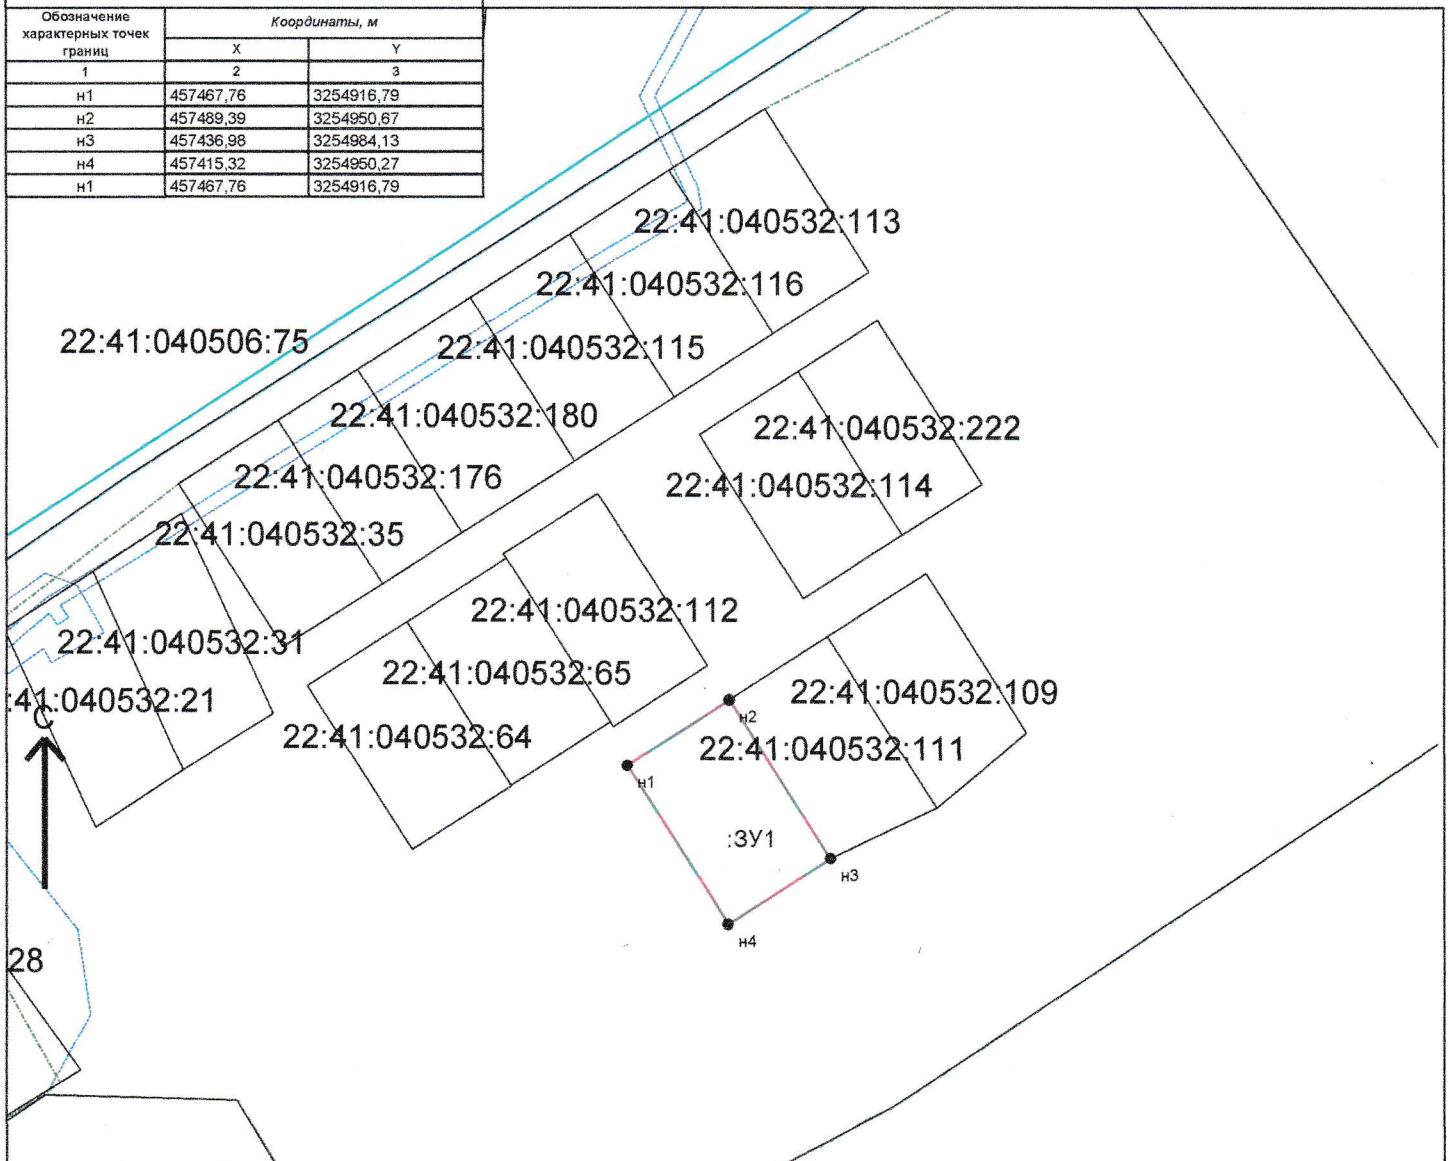 Обозначение характерных точек границ
Координаты, м
X Y
1 2 3
н1 457467,76 3254916,79
н2 457489,39 3254950,67
н3 457436,98 3254984,13
н4 457415,32 3254950,27
н1 457467,76 3254916,79
22:41:040532:113
22:41:040532:116
22:41:040506:75
22:41:040532:115
22:41:040532:180
22:41:040532:222
22:41:040532:176
22:41:040532:114
22:41:040532:35
22:41:040532:112
22:41:040532:31
22:41:040532:65
22:41:040532:109
:41:040532:21
С
н2
22:41:040532:64
22:41:040532:111
н1
:ЗУ1
н3
н4
28